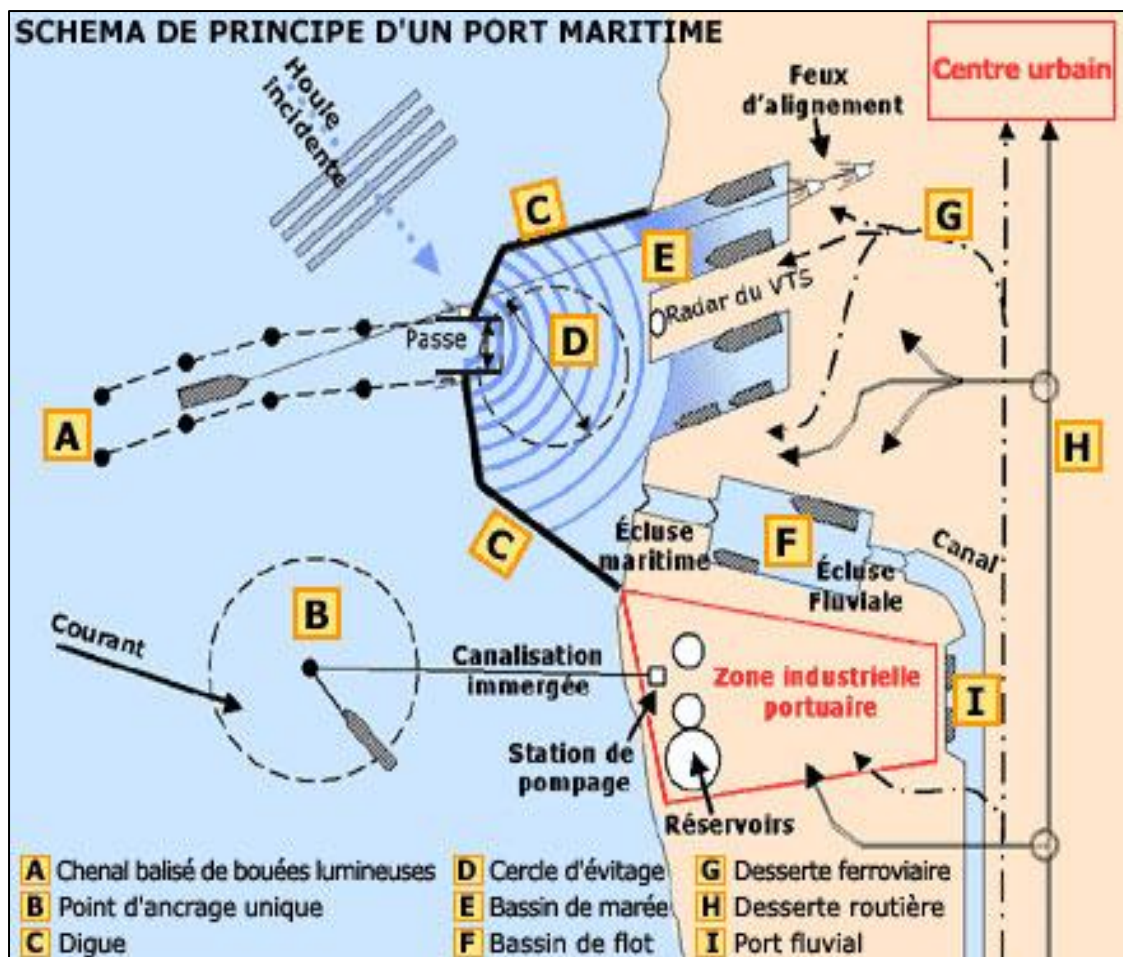 SCHEMA DE PRINCIPE D'UN PORT MARITIME
Houle
incidente
Feux
d'alignement
Centre urbain
C
G
E
Radar du VTS
D
Passe
A
H
C
Écluse
maritime
F
Écluse
Fluviale
Canal
B
Courant
Canalisation
immergée
Zone industrielle
portuaire
I
Station de
pompage
Réservoirs
A Chenal balisé de bouées lumineuses
B Point d'ancrage unique
C Digue
D Cercle d'évitage
E Bassin de marée
F Bassin de flot
G Desserte ferroviaire
H Desserte routière
I Port fluvial